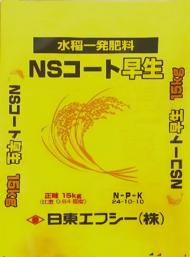 水稲一発肥料
NSコート早生
NSコート早生 15kg
NSコート早生 15kg
正味 15kg
N-P-K
24-10-10
日東エフシー(株)